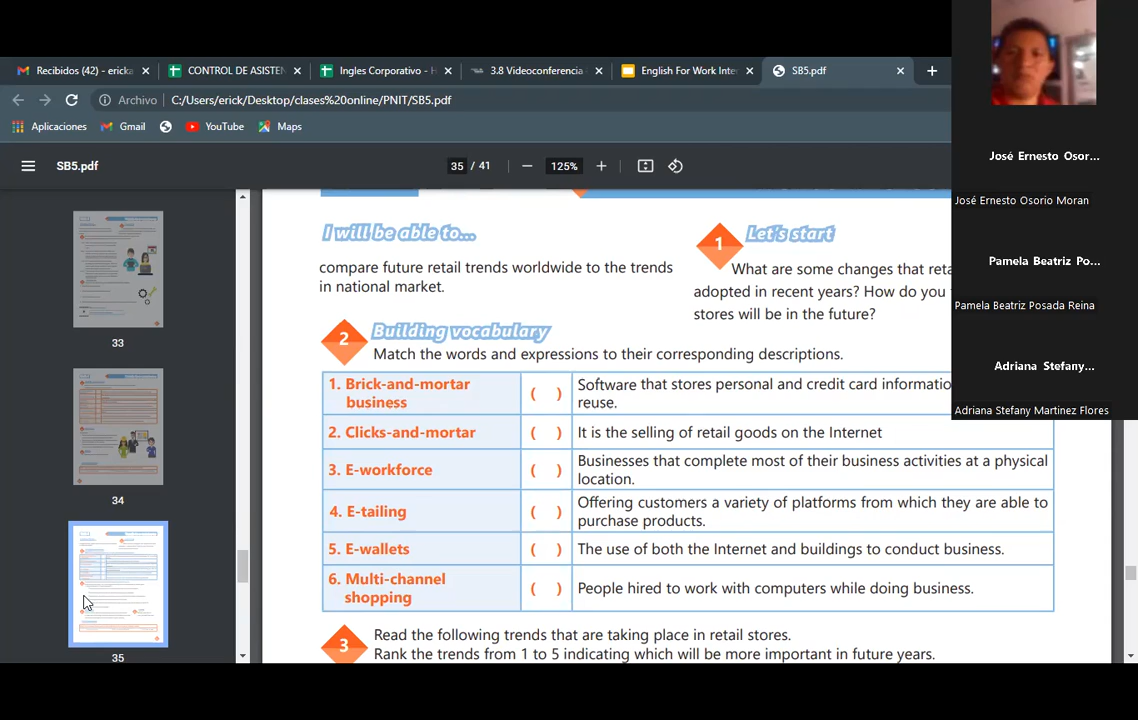 Recibidos (42) - ericka
CONTROL DE ASISTEN
Ingles Corporativo - H
3.8 Videoconferencia
English For Work Inte
SB5.pdf
Archivo C:/Users/erick/Desktop/clases%20online/PNIT/SB5.pdf
Aplicaciones Gmail YouTube Maps
SB5.pdf 35 / 41 125%
33
34
35
I will be able to...
compare future retail trends worldwide to the trends
in national market.
1 Let's start
What are some changes that reta
adopted in recent years? How do you
stores will be in the future?
2 Building vocabulary
Match the words and expressions to their corresponding descriptions.
1. Brick-and-mortar business ( ) Software that stores personal and credit card informatio
reuse.
2. Clicks-and-mortar ( ) It is the selling of retail goods on the Internet
3. E-workforce ( ) Businesses that complete most of their business activities at a physical
location.
4. E-tailing ( ) Offering customers a variety of platforms from which they are able to
purchase products.
5. E-wallets ( ) The use of both the Internet and buildings to conduct business.
6. Multi-channel shopping ( ) People hired to work with computers while doing business.
3 Read the following trends that are taking place in retail stores.
Rank the trends from 1 to 5 indicating which will be more important in future years.
José Ernesto Osor...
José Ernesto Osorio Moran
Pamela Beatriz Po...
Pamela Beatriz Posada Reina
Adriana Stefany...
Adriana Stefany Martinez Flores